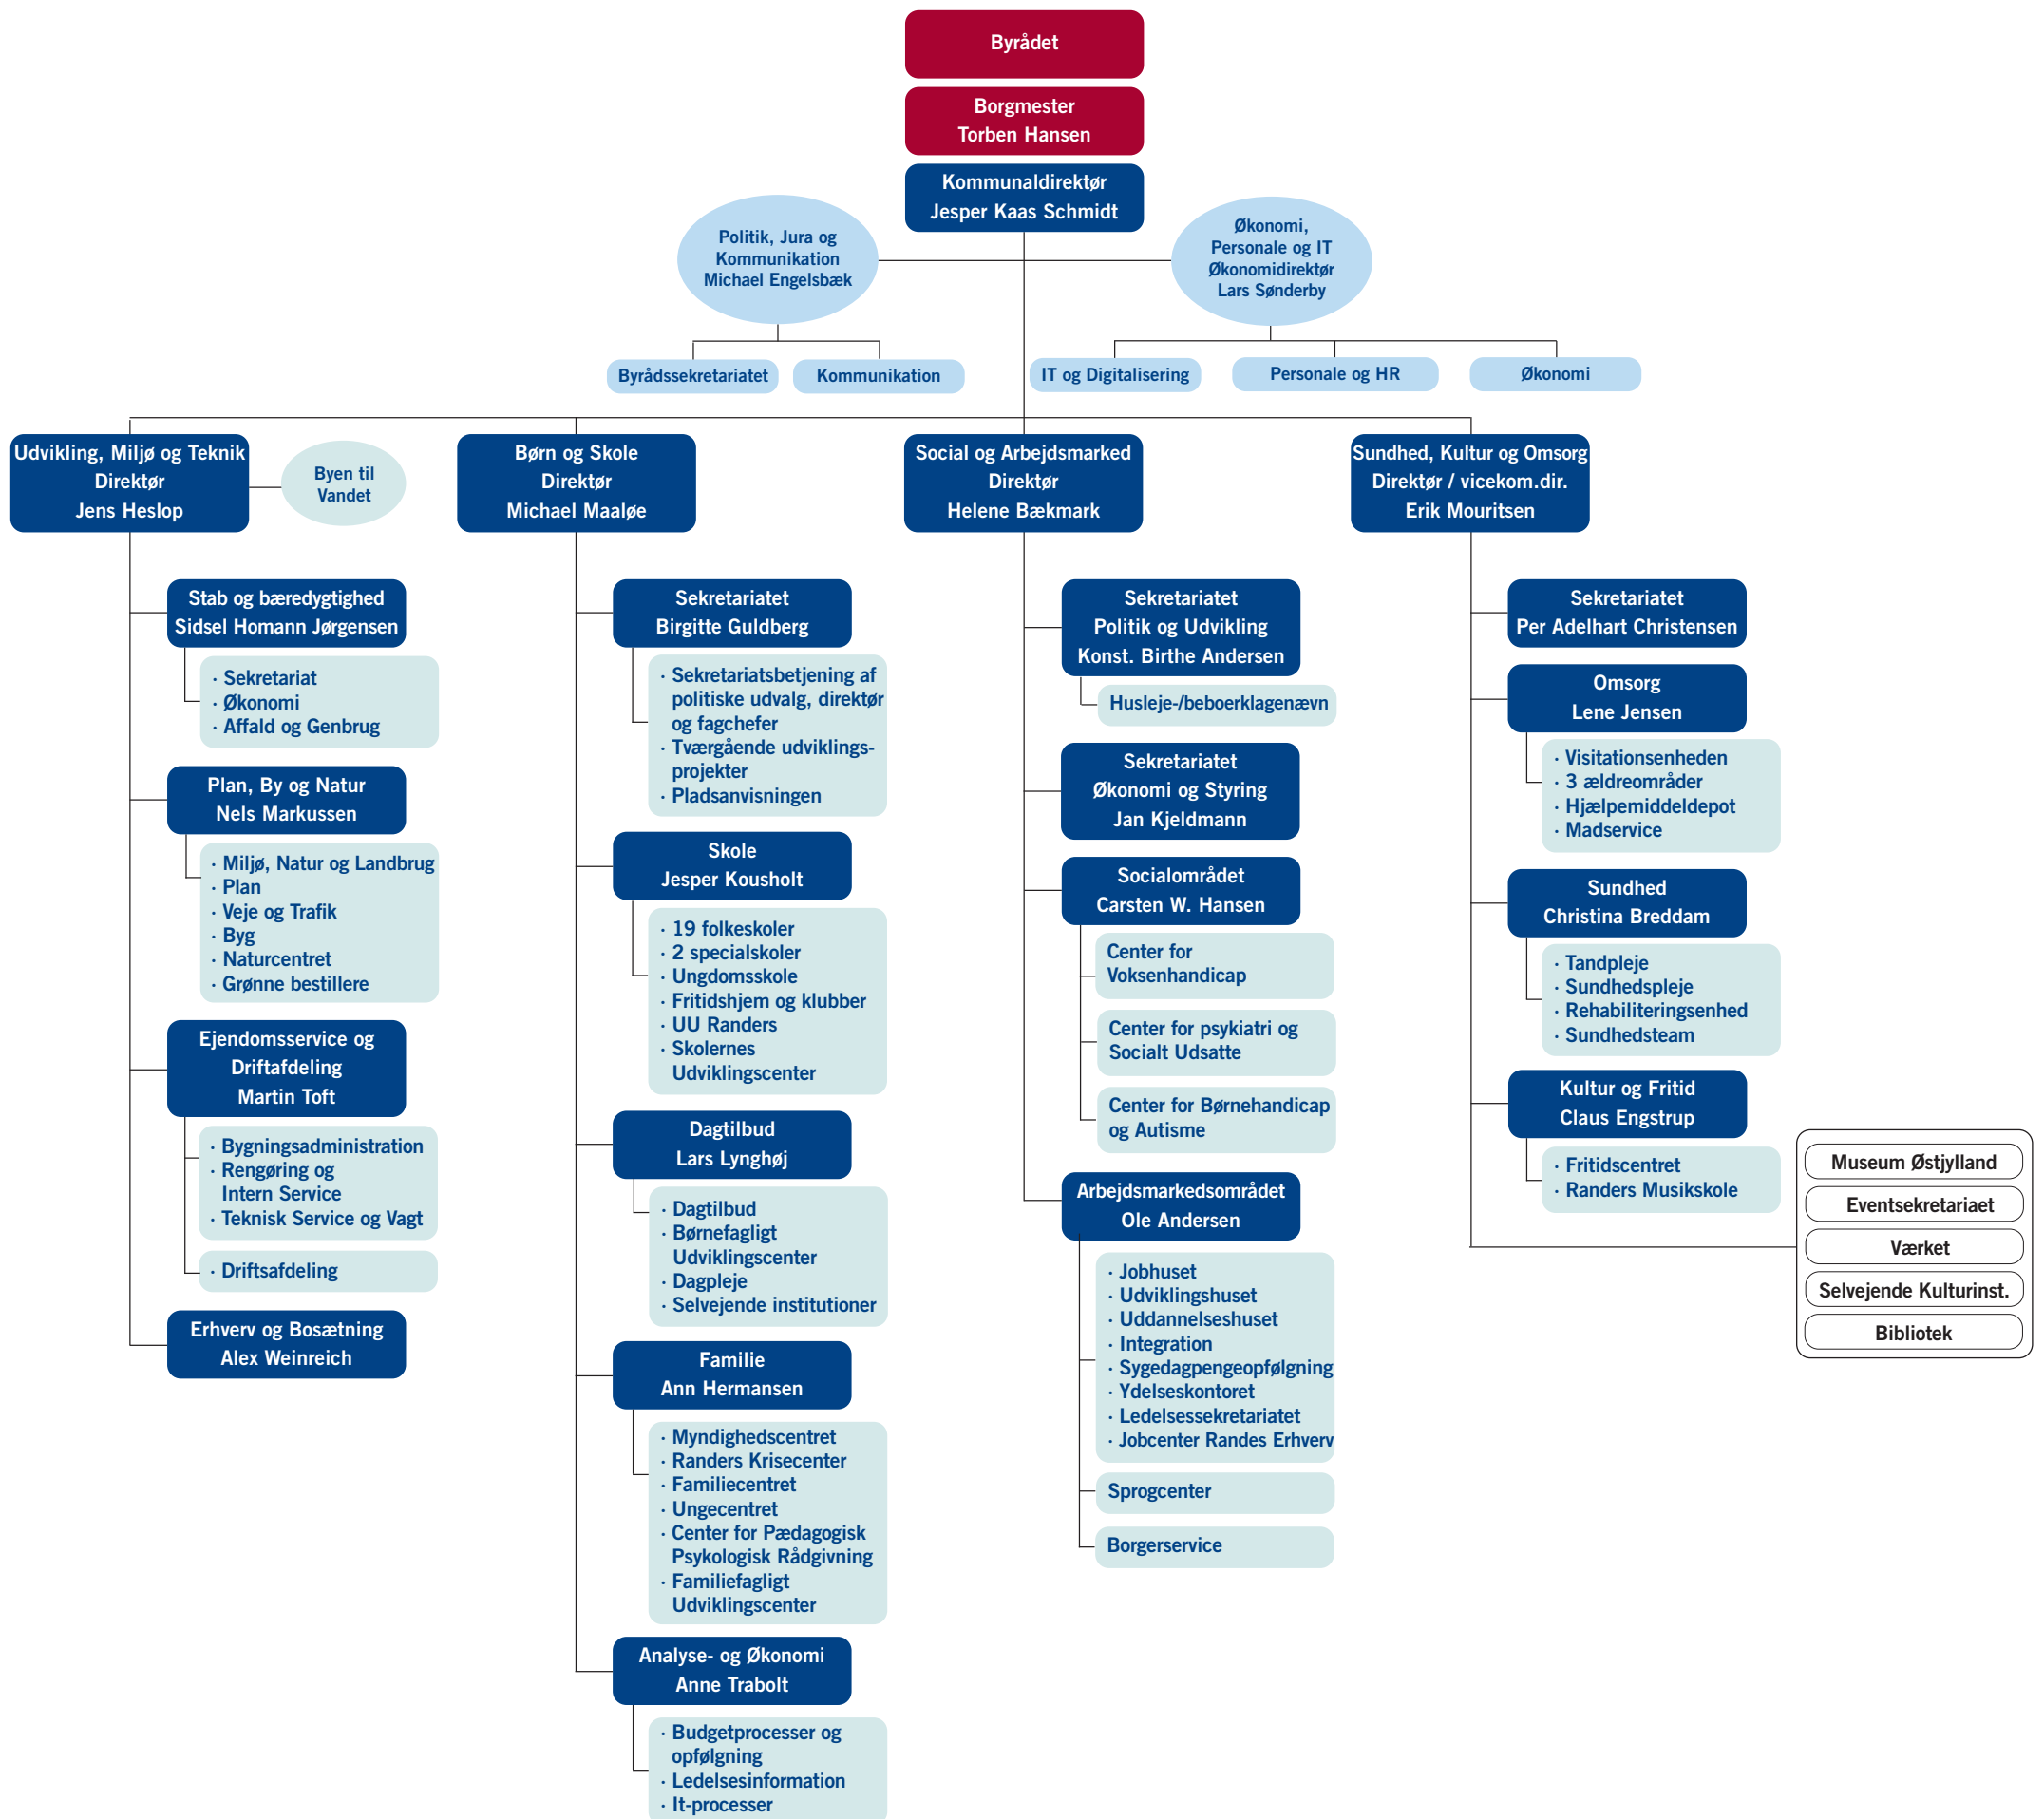 Byrådet
Borgmester
Torben Hansen
Kommunaldirektør
Jesper Kaas Schmidt
Politik, Jura og
Kommunikation
Michael Engelsbæk
Økonomi,
Personale og IT
Økonomidirektør
Lars Sønderby
Byrådssekretariatet
Kommunikation
IT og Digitalisering
Personale og HR
Økonomi
Udvikling, Miljø og Teknik
Direktør
Jens Heslop
Byen til
Vandet
Børn og Skole
Direktør
Michael Maaløe
Social og Arbejdsmarked
Direktør
Helene Bækmark
Sundhed, Kultur og Omsorg
Direktør / vicekom.dir.
Erik Mouritsen
Stab og bæredygtighed
Sidsel Homann Jørgensen
· Sekretariat
· Økonomi
· Affald og Genbrug
Plan, By og Natur
Nels Markussen
· Miljø, Natur og Landbrug
· Plan
· Veje og Trafik
· Byg
· Naturcentret
· Grønne bestillere
Ejendomsservice og
Driftafdeling
Martin Toft
· Bygningsadministration
· Rengøring og
Intern Service
· Teknisk Service og Vagt
· Driftsafdeling
Erhverv og Bosætning
Alex Weinreich
Sekretariatet
Birgitte Guldberg
· Sekretariatsbetjening af
politiske udvalg, direktør
og fagchefer
· Tværgående udviklings-
projekter
· Pladsanvisningen
Skole
Jesper Kousholt
· 19 folkeskoler
· 2 specialskoler
· Ungdomsskole
· Fritidshjem og klubber
· UU Randers
· Skolernes
Udviklingscenter
Dagtilbud
Lars Lynghøj
· Dagtilbud
· Børnefagligt
Udviklingscenter
· Dagpleje
· Selvejende institutioner
Familie
Ann Hermansen
· Myndighedscentret
· Randers Krisecenter
· Familiecentret
· Ungecentret
· Center for Pædagogisk
Psykologisk Rådgivning
· Familiefagligt
Udviklingscenter
Analyse- og Økonomi
Anne Trabolt
· Budgetprocesser og
opfølgning
· Ledelsesinformation
· It-processer
Sekretariatet
Politik og Udvikling
Konst. Birthe Andersen
Husleje-/beboerklagenævn
Sekretariatet
Økonomi og Styring
Jan Kjeldmann
Socialområdet
Carsten W. Hansen
Center for
Voksenhandicap
Center for psykiatri og
Socialt Udsatte
Center for Børnehandicap
og Autisme
Arbejdsmarkedsområdet
Ole Andersen
· Jobhuset
· Udviklingshuset
· Uddannelseshuset
· Integration
· Sygedagpengeopfølgning
· Ydelseskontoret
· Ledelsessekretariatet
· Jobcenter Randes Erhverv
Sprogcenter
Borgerservice
Sekretariatet
Per Adelhart Christensen
Omsorg
Lene Jensen
· Visitationsenheden
· 3 ældreområder
· Hjælpemiddeldepot
· Madservice
Sundhed
Christina Breddam
· Tandpleje
· Sundhedspleje
· Rehabiliteringsenhed
· Sundhedsteam
Kultur og Fritid
Claus Engstrup
· Fritidscentret
· Randers Musikskole
Museum Østjylland
Eventsekretariaet
Værket
Selvejende Kulturinst.
Bibliotek